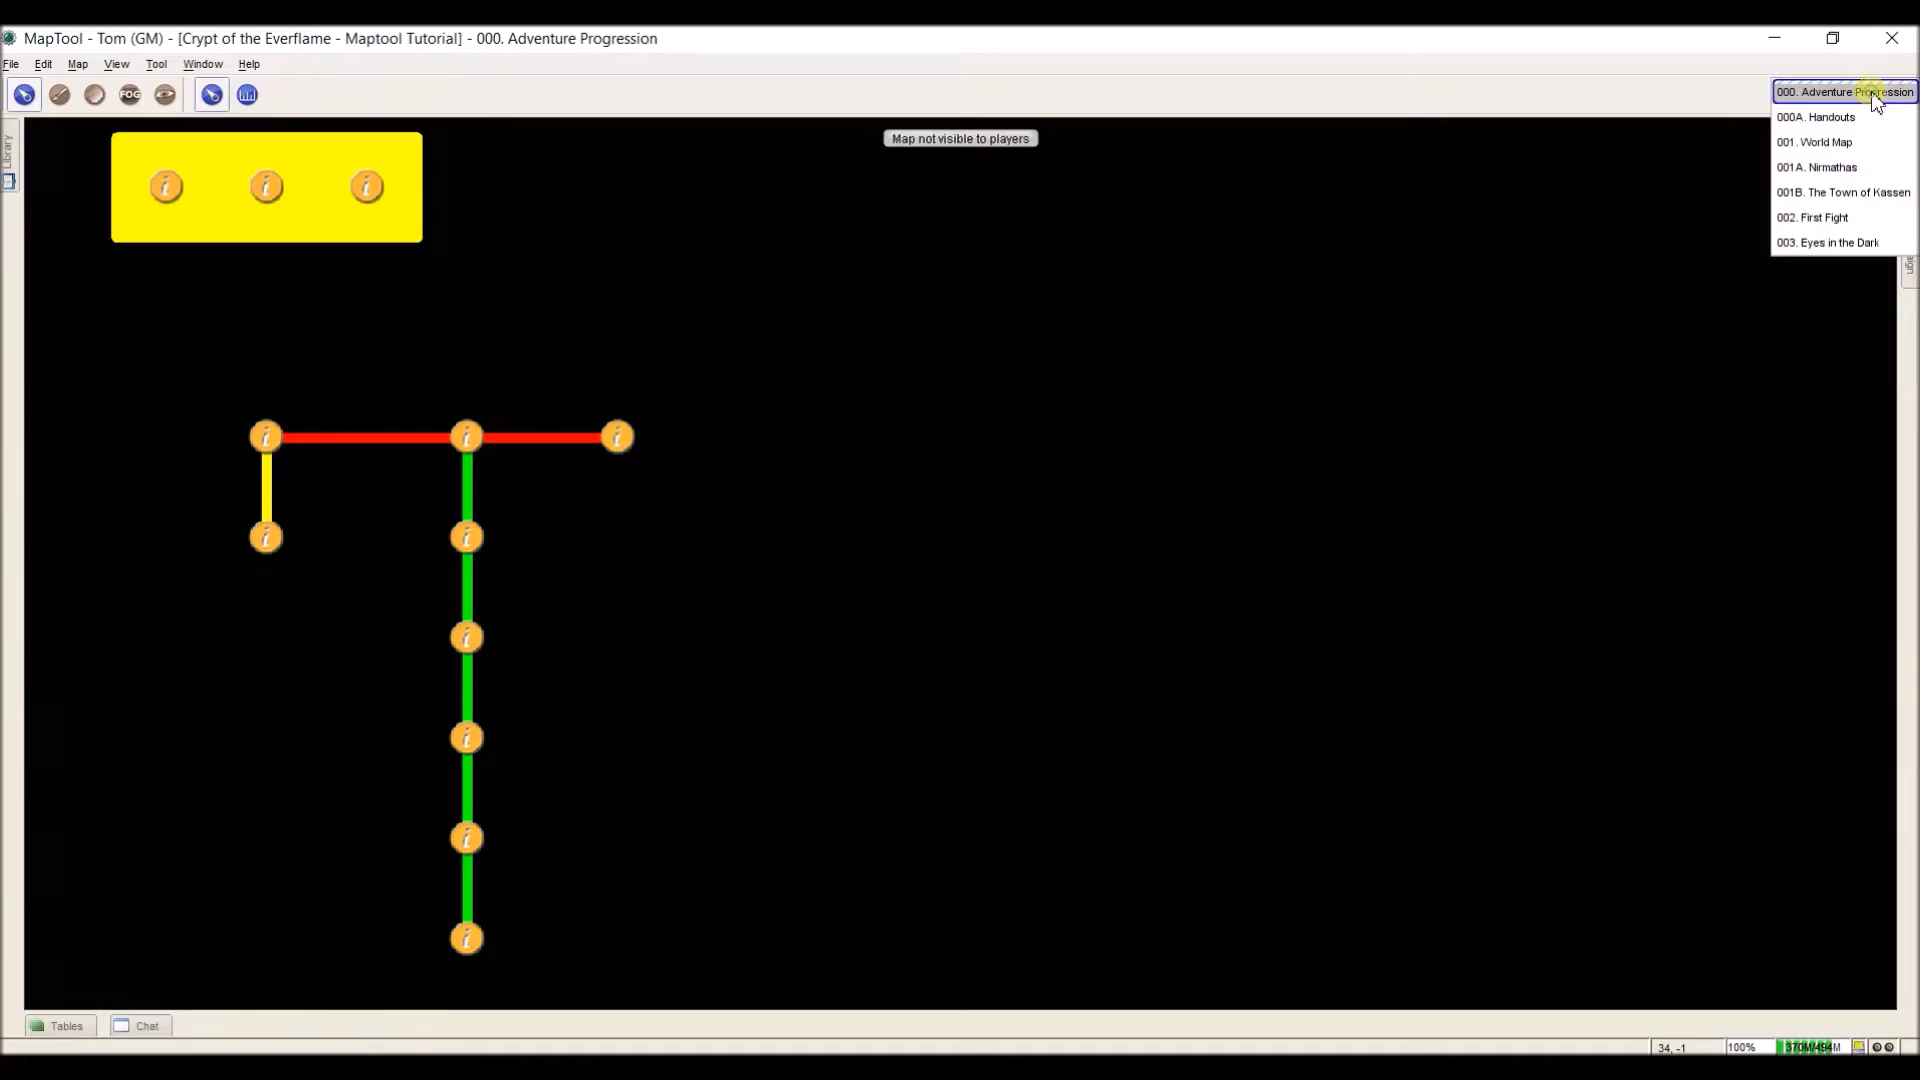 MapTool - Tom (GM) - [Crypt of the Everflame - Maptool Tutorial] - 000. Adventure Progression
File Edit Map View Tool Window Help
FOG
000. Adventure Progression
000A. Handouts
001. World Map
001A. Nirmathas
001B. The Town of Kassen
002. First Fight
003. Eyes in the Dark
Library
Map not visible to players
i i i
i i i
i i
i
i
i
i
Tables Chat
34, -1 100% 370M/494M